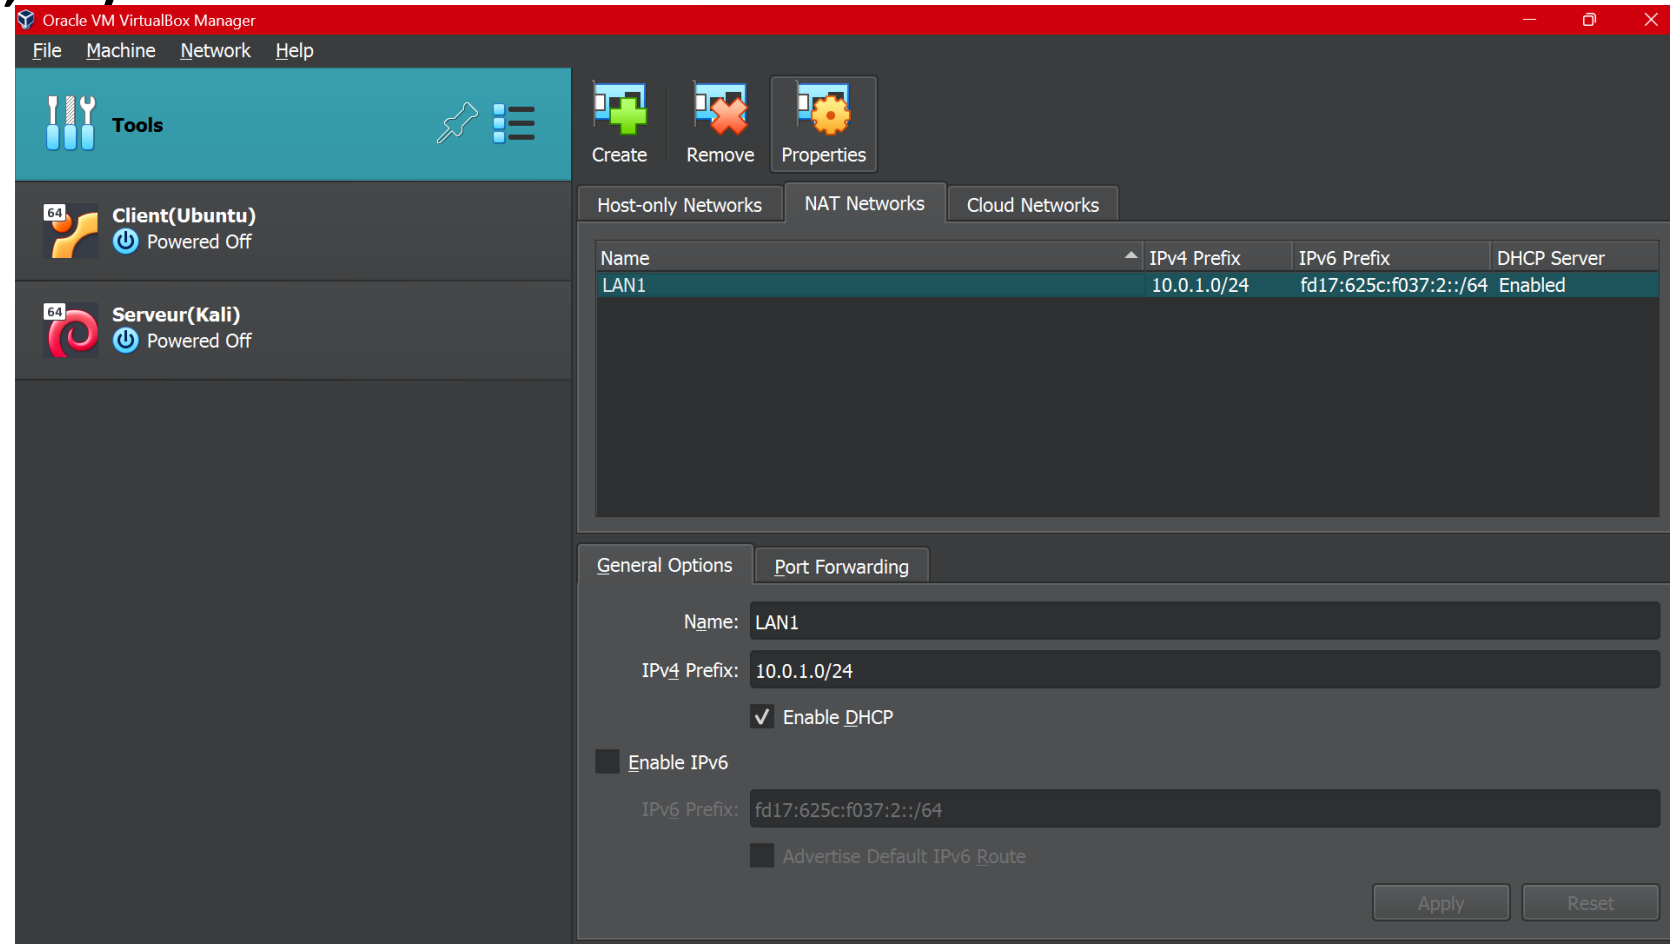 Oracle VM VirtualBox Manager
File Machine Network Help
Tools
Create Remove Properties
64
Client(Ubuntu)
Powered Off
64
Serveur(Kali)
Powered Off
Host-only Networks NAT Networks Cloud Networks
Name IPv4 Prefix IPv6 Prefix DHCP Server
LAN1 10.0.1.0/24 fd17:625c:f037:2::/64 Enabled
General Options Port Forwarding
Name: LAN1
IPv4 Prefix: 10.0.1.0/24
Enable DHCP
Enable IPv6
IPv6 Prefix: fd17:625c:f037:2::/64
Advertise Default IPv6 Route
Apply Reset